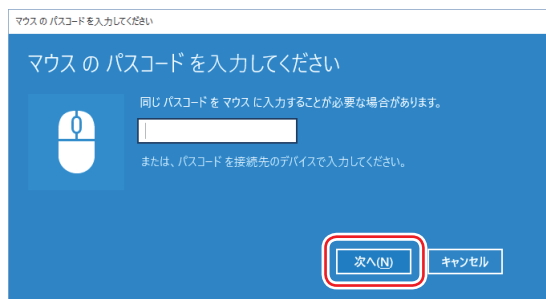 マウス の パスコード を入力してください
マウス の パスコード を入力してください
同じ パスコード を マウス に入力することが必要な場合があります。
または、パスコード を接続先のデバイスで入力してください。
次へ(N)
キャンセル